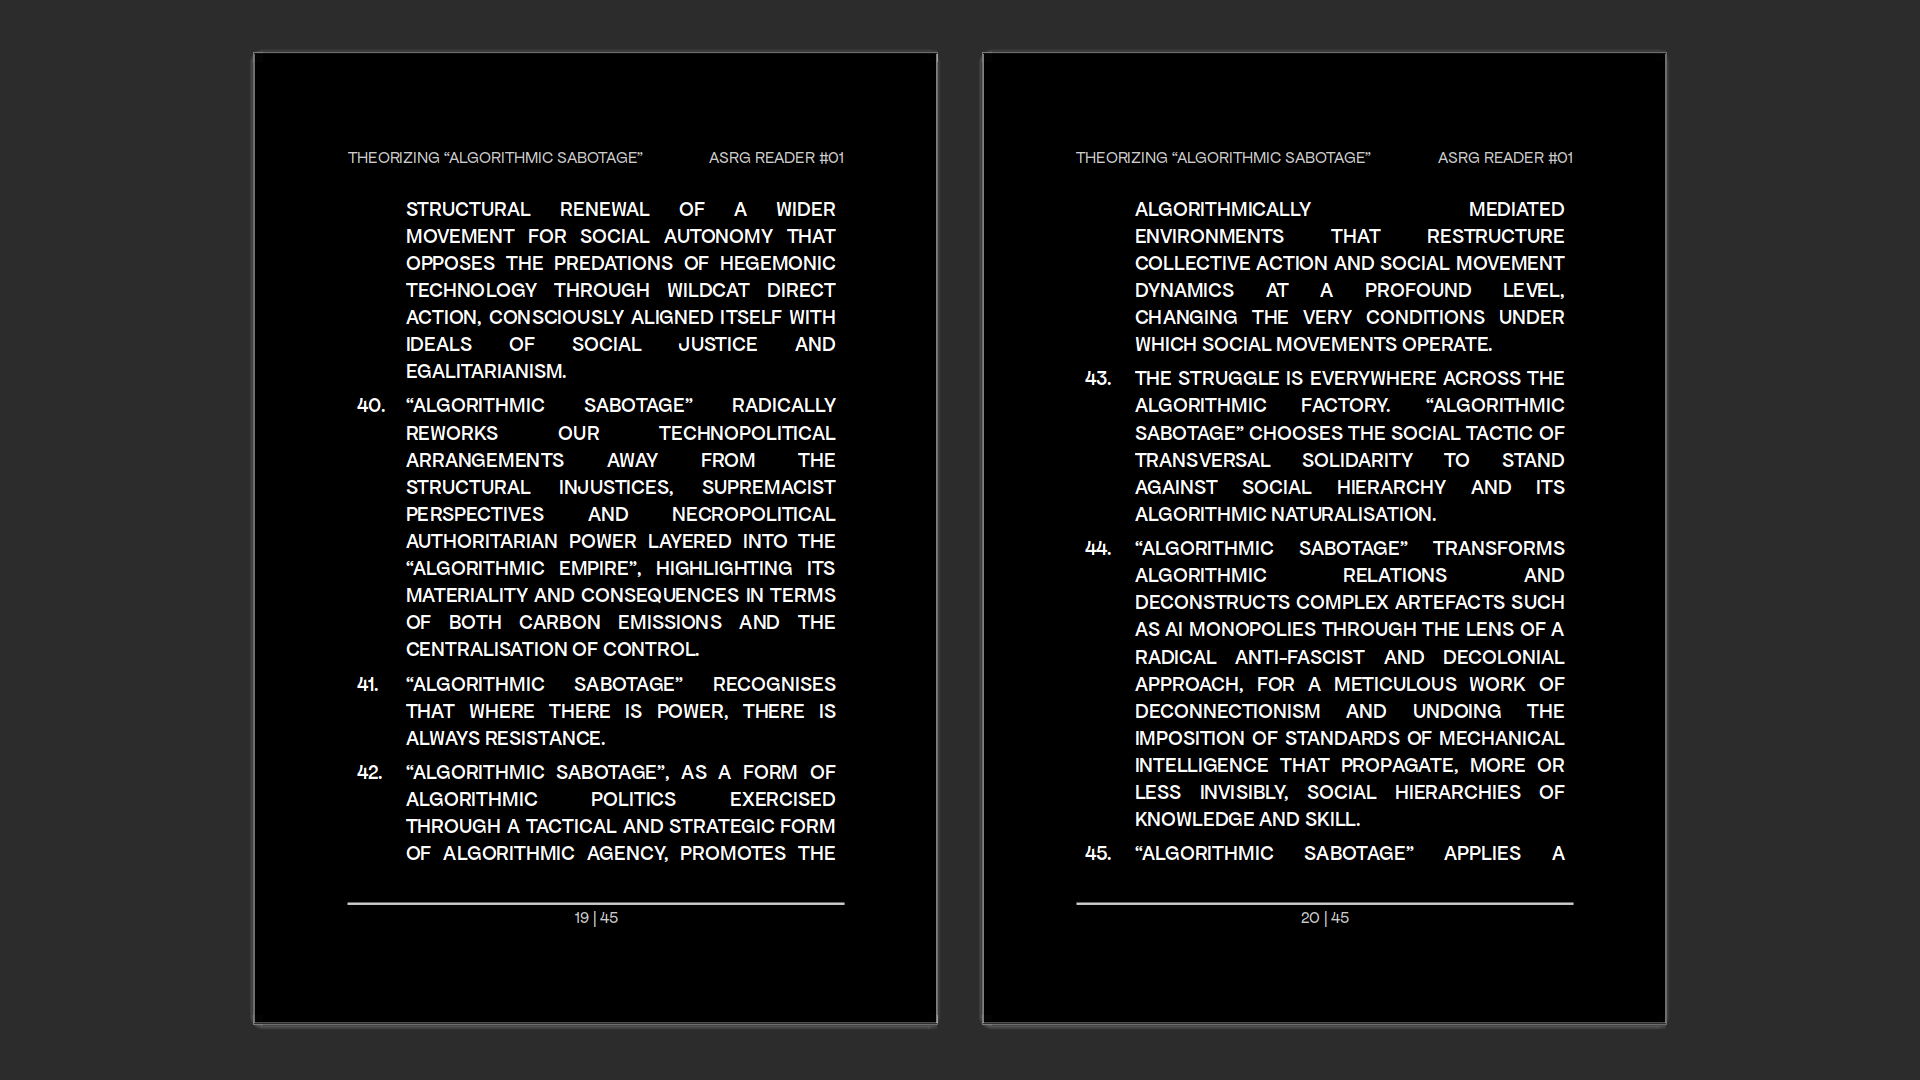 THEORIZING “ALGORITHMIC SABOTAGE” ASRG READER #01
STRUCTURAL RENEWAL OF A WIDER
MOVEMENT FOR SOCIAL AUTONOMY THAT
OPPOSES THE PREDATIONS OF HEGEMONIC
TECHNOLOGY THROUGH WILDCAT DIRECT
ACTION, CONSCIOUSLY ALIGNED ITSELF WITH
IDEALS OF SOCIAL JUSTICE AND
EGALITARIANISM.
40. “ALGORITHMIC SABOTAGE” RADICALLY
REWORKS OUR TECHNOPOLITICAL
ARRANGEMENTS AWAY FROM THE
STRUCTURAL INJUSTICES, SUPREMACIST
PERSPECTIVES AND NECROPOLITICAL
AUTHORITARIAN POWER LAYERED INTO THE
“ALGORITHMIC EMPIRE”, HIGHLIGHTING ITS
MATERIALITY AND CONSEQUENCES IN TERMS
OF BOTH CARBON EMISSIONS AND THE
CENTRALISATION OF CONTROL.
41. “ALGORITHMIC SABOTAGE” RECOGNISES
THAT WHERE THERE IS POWER, THERE IS
ALWAYS RESISTANCE.
42. “ALGORITHMIC SABOTAGE”, AS A FORM OF
ALGORITHMIC POLITICS EXERCISED
THROUGH A TACTICAL AND STRATEGIC FORM
OF ALGORITHMIC AGENCY, PROMOTES THE
19 | 45
THEORIZING “ALGORITHMIC SABOTAGE” ASRG READER #01
ALGORITHMICALLY MEDIATED
ENVIRONMENTS THAT RESTRUCTURE
COLLECTIVE ACTION AND SOCIAL MOVEMENT
DYNAMICS AT A PROFOUND LEVEL,
CHANGING THE VERY CONDITIONS UNDER
WHICH SOCIAL MOVEMENTS OPERATE.
43. THE STRUGGLE IS EVERYWHERE ACROSS THE
ALGORITHMIC FACTORY. “ALGORITHMIC
SABOTAGE” CHOOSES THE SOCIAL TACTIC OF
TRANSVERSAL SOLIDARITY TO STAND
AGAINST SOCIAL HIERARCHY AND ITS
ALGORITHMIC NATURALISATION.
44. “ALGORITHMIC SABOTAGE” TRANSFORMS
ALGORITHMIC RELATIONS AND
DECONSTRUCTS COMPLEX ARTEFACTS SUCH
AS AI MONOPOLIES THROUGH THE LENS OF A
RADICAL ANTI-FASCIST AND DECOLONIAL
APPROACH, FOR A METICULOUS WORK OF
DECONNECTIONISM AND UNDOING THE
IMPOSITION OF STANDARDS OF MECHANICAL
INTELLIGENCE THAT PROPAGATE, MORE OR
LESS INVISIBLY, SOCIAL HIERARCHIES OF
KNOWLEDGE AND SKILL.
45. “ALGORITHMIC SABOTAGE” APPLIES A
20 | 45